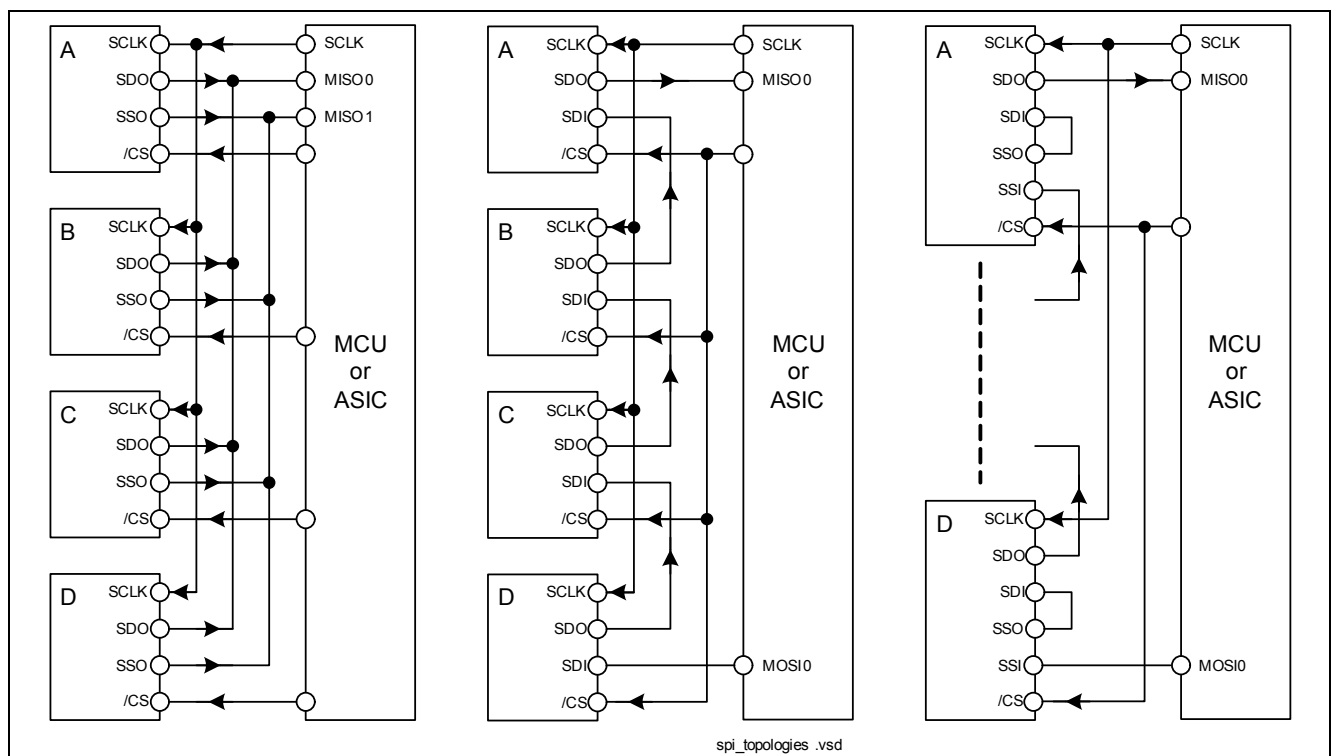 A
SCLK
SDO
SSO
/CS
B
SCLK
SDO
SSO
/CS
C
SCLK
SDO
SSO
/CS
D
SCLK
SDO
SSO
/CS
SCLK
MISO0
MISO1
MCU
or
ASIC
A
SCLK
SDO
SDI
/CS
B
SCLK
SDO
SDI
/CS
C
SCLK
SDO
SDI
/CS
D
SCLK
SDO
SDI
/CS
SCLK
MISO0
MCU
or
ASIC
MOSI0
A
SCLK
SDO
SDI
SSO
SSI
/CS
D
SCLK
SDO
SDI
SSO
SSI
/CS
SCLK
MISO0
MCU
or
ASIC
MOSI0
spi_topologies .vsd